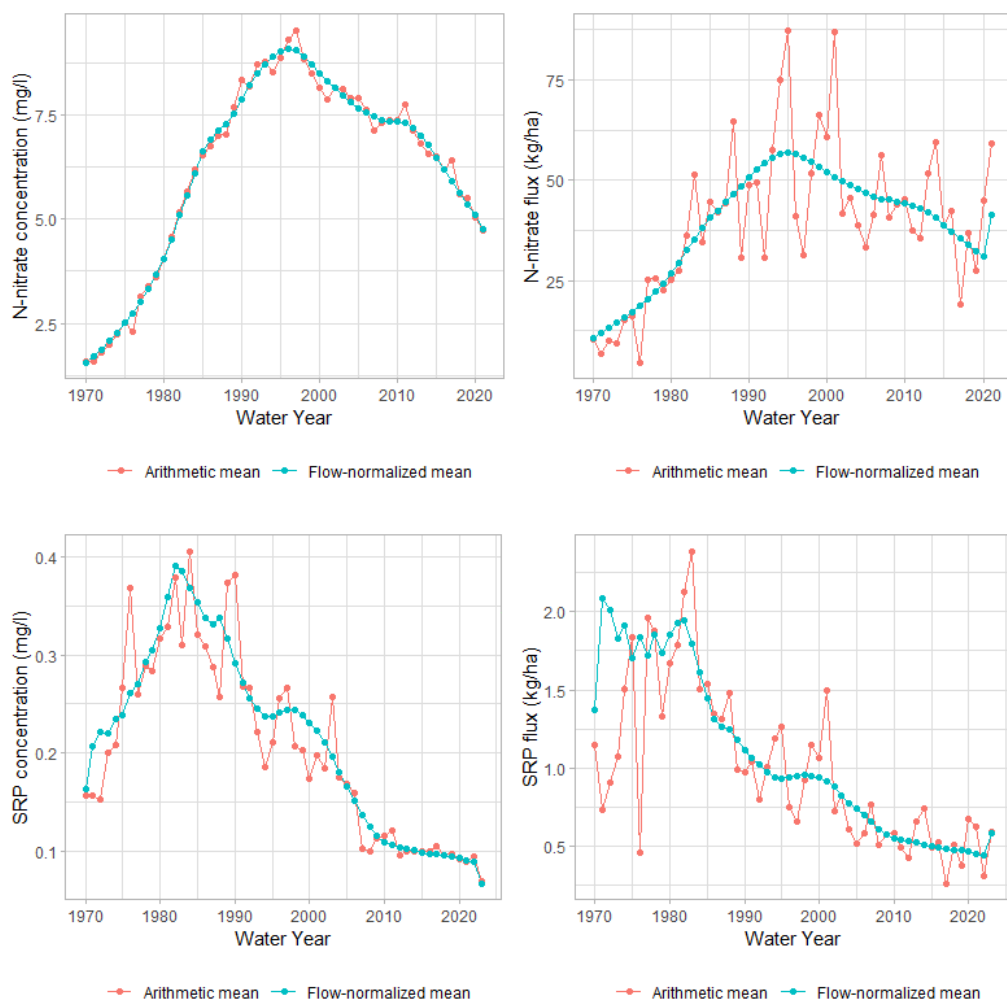 N-nitrate concentration (mg/l)
7.5
5.0
2.5
1970 1980 1990 2000 2010 2020
Water Year
Arithmetic mean Flow-normalized mean
N-nitrate flux (kg/ha)
75
50
25
1970 1980 1990 2000 2010 2020
Water Year
Arithmetic mean Flow-normalized mean
SRP concentration (mg/l)
0.4
0.3
0.2
0.1
1970 1980 1990 2000 2010 2020
Water Year
Arithmetic mean Flow-normalized mean
SRP flux (kg/ha)
2.0
1.5
1.0
0.5
1970 1980 1990 2000 2010 2020
Water Year
Arithmetic mean Flow-normalized mean